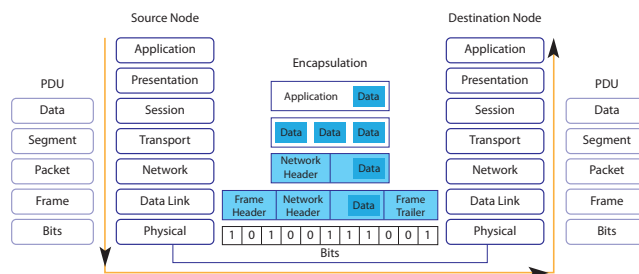 Source Node
Destination Node
PDU
Data
Segment
Packet
Frame
Bits
Application
Presentation
Session
Transport
Network
Data Link
Physical
Encapsulation
Application Data
Data Data Data
Network
Header
Data
Frame
Header
Network
Header
Data
Frame
Trailer
1 0 1 0 0 1 1 1 0 0 1
Bits
Application
Presentation
Session
Transport
Network
Data Link
Physical
PDU
Data
Segment
Packet
Frame
Bits